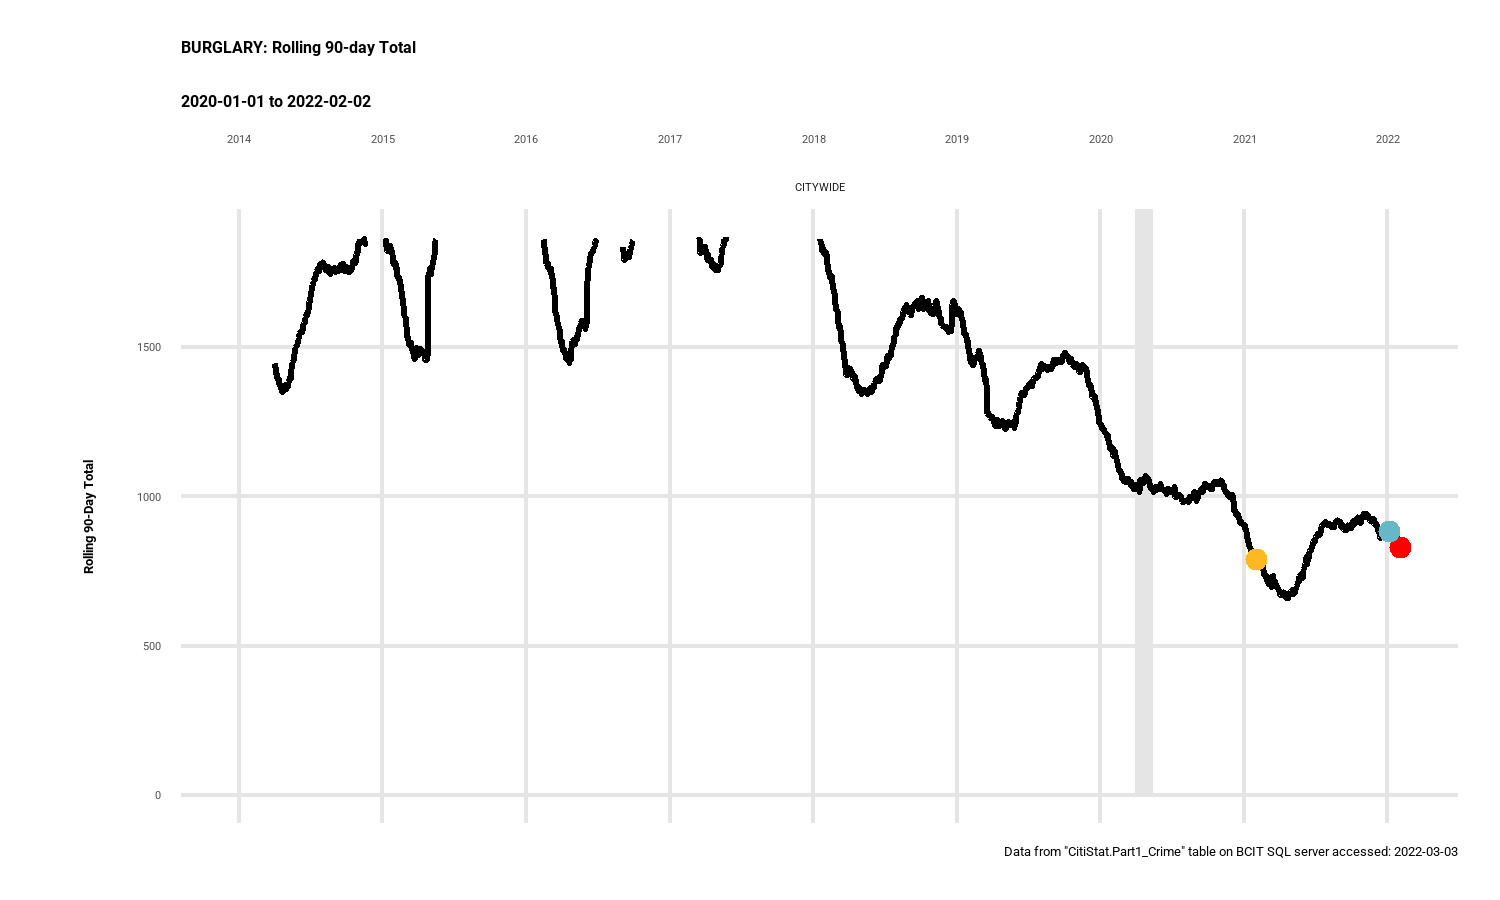 BURGLARY: Rolling 90-day Total
2020-01-01 to 2022-02-02
2014 2015 2016 2017 2018 2019 2020 2021 2022
CITYWIDE
1500
1000
Rolling 90-Day Total
500
0
Data from "CitiStat.Part1_Crime" table on BCIT SQL server accessed: 2022-03-03